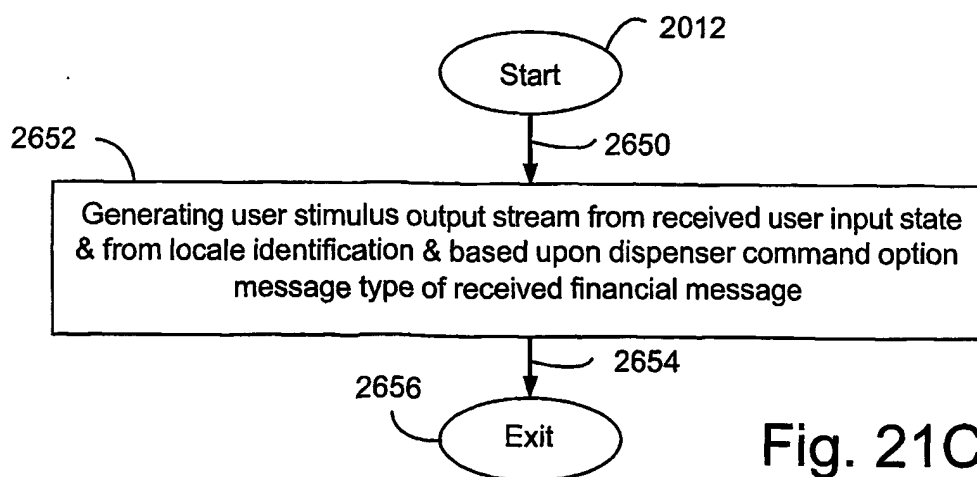 2012
Start
2652
2650
Generating user stimulus output stream from received user input state
& from locale identification & based upon dispenser command option
message type of received financial message
2654
2656
Exit
Fig. 21C